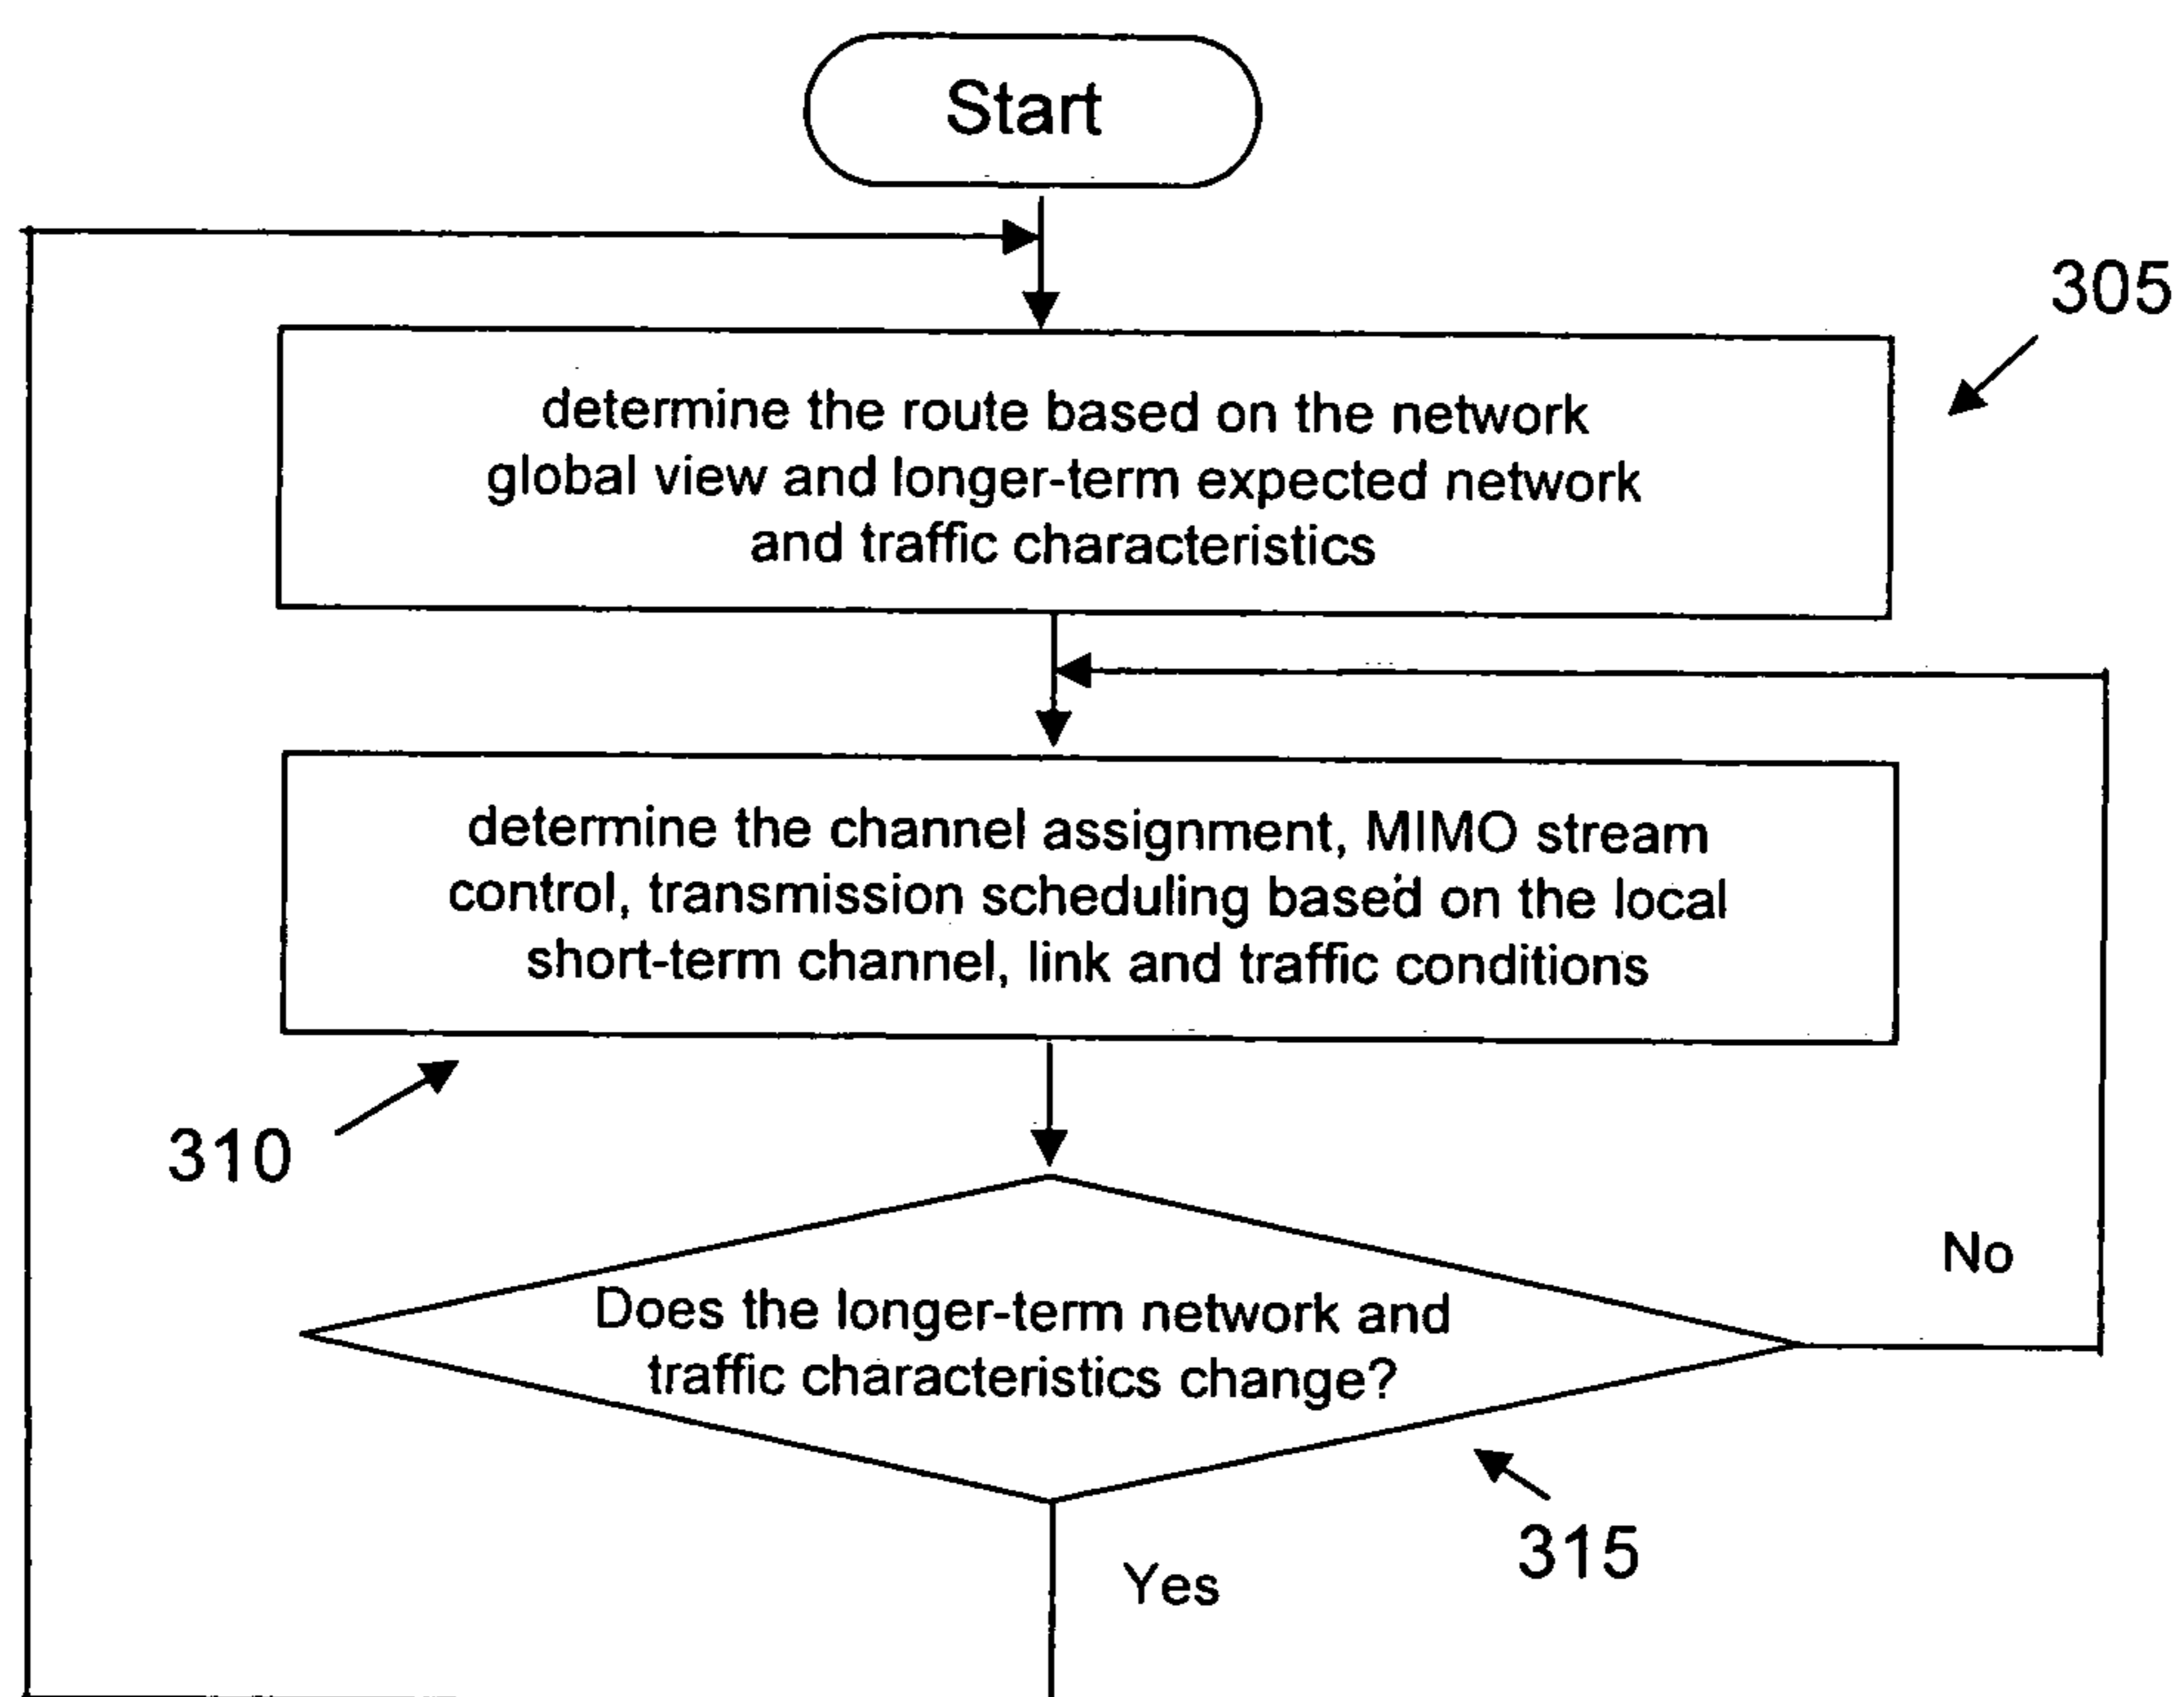 Start
305
determine the route based on the network
global view and longer-term expected network
and traffic characteristics
determine the channel assignment, MIMO stream
control, transmission scheduling based on the local
short-term channel, link and traffic conditions
310
No
Does the longer-term network and
traffic characteristics change?
315
Yes